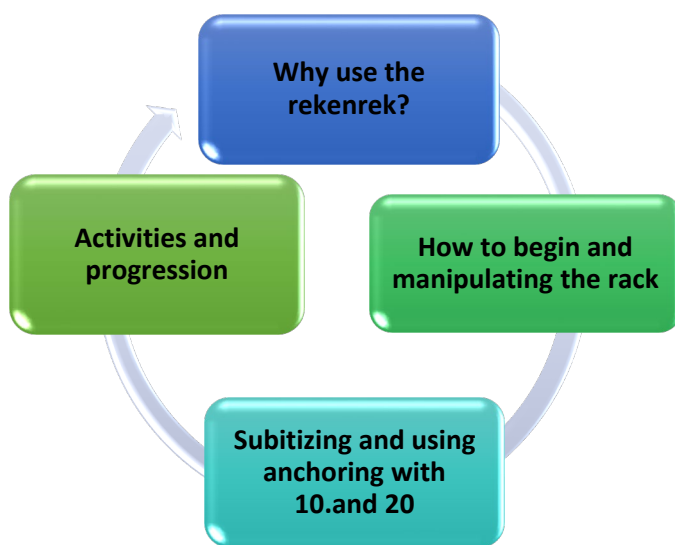 Why use the
rekenrek?
How to begin and
manipulating the rack
Subitizing and using
anchoring with
10.and 20
Activities and
progression